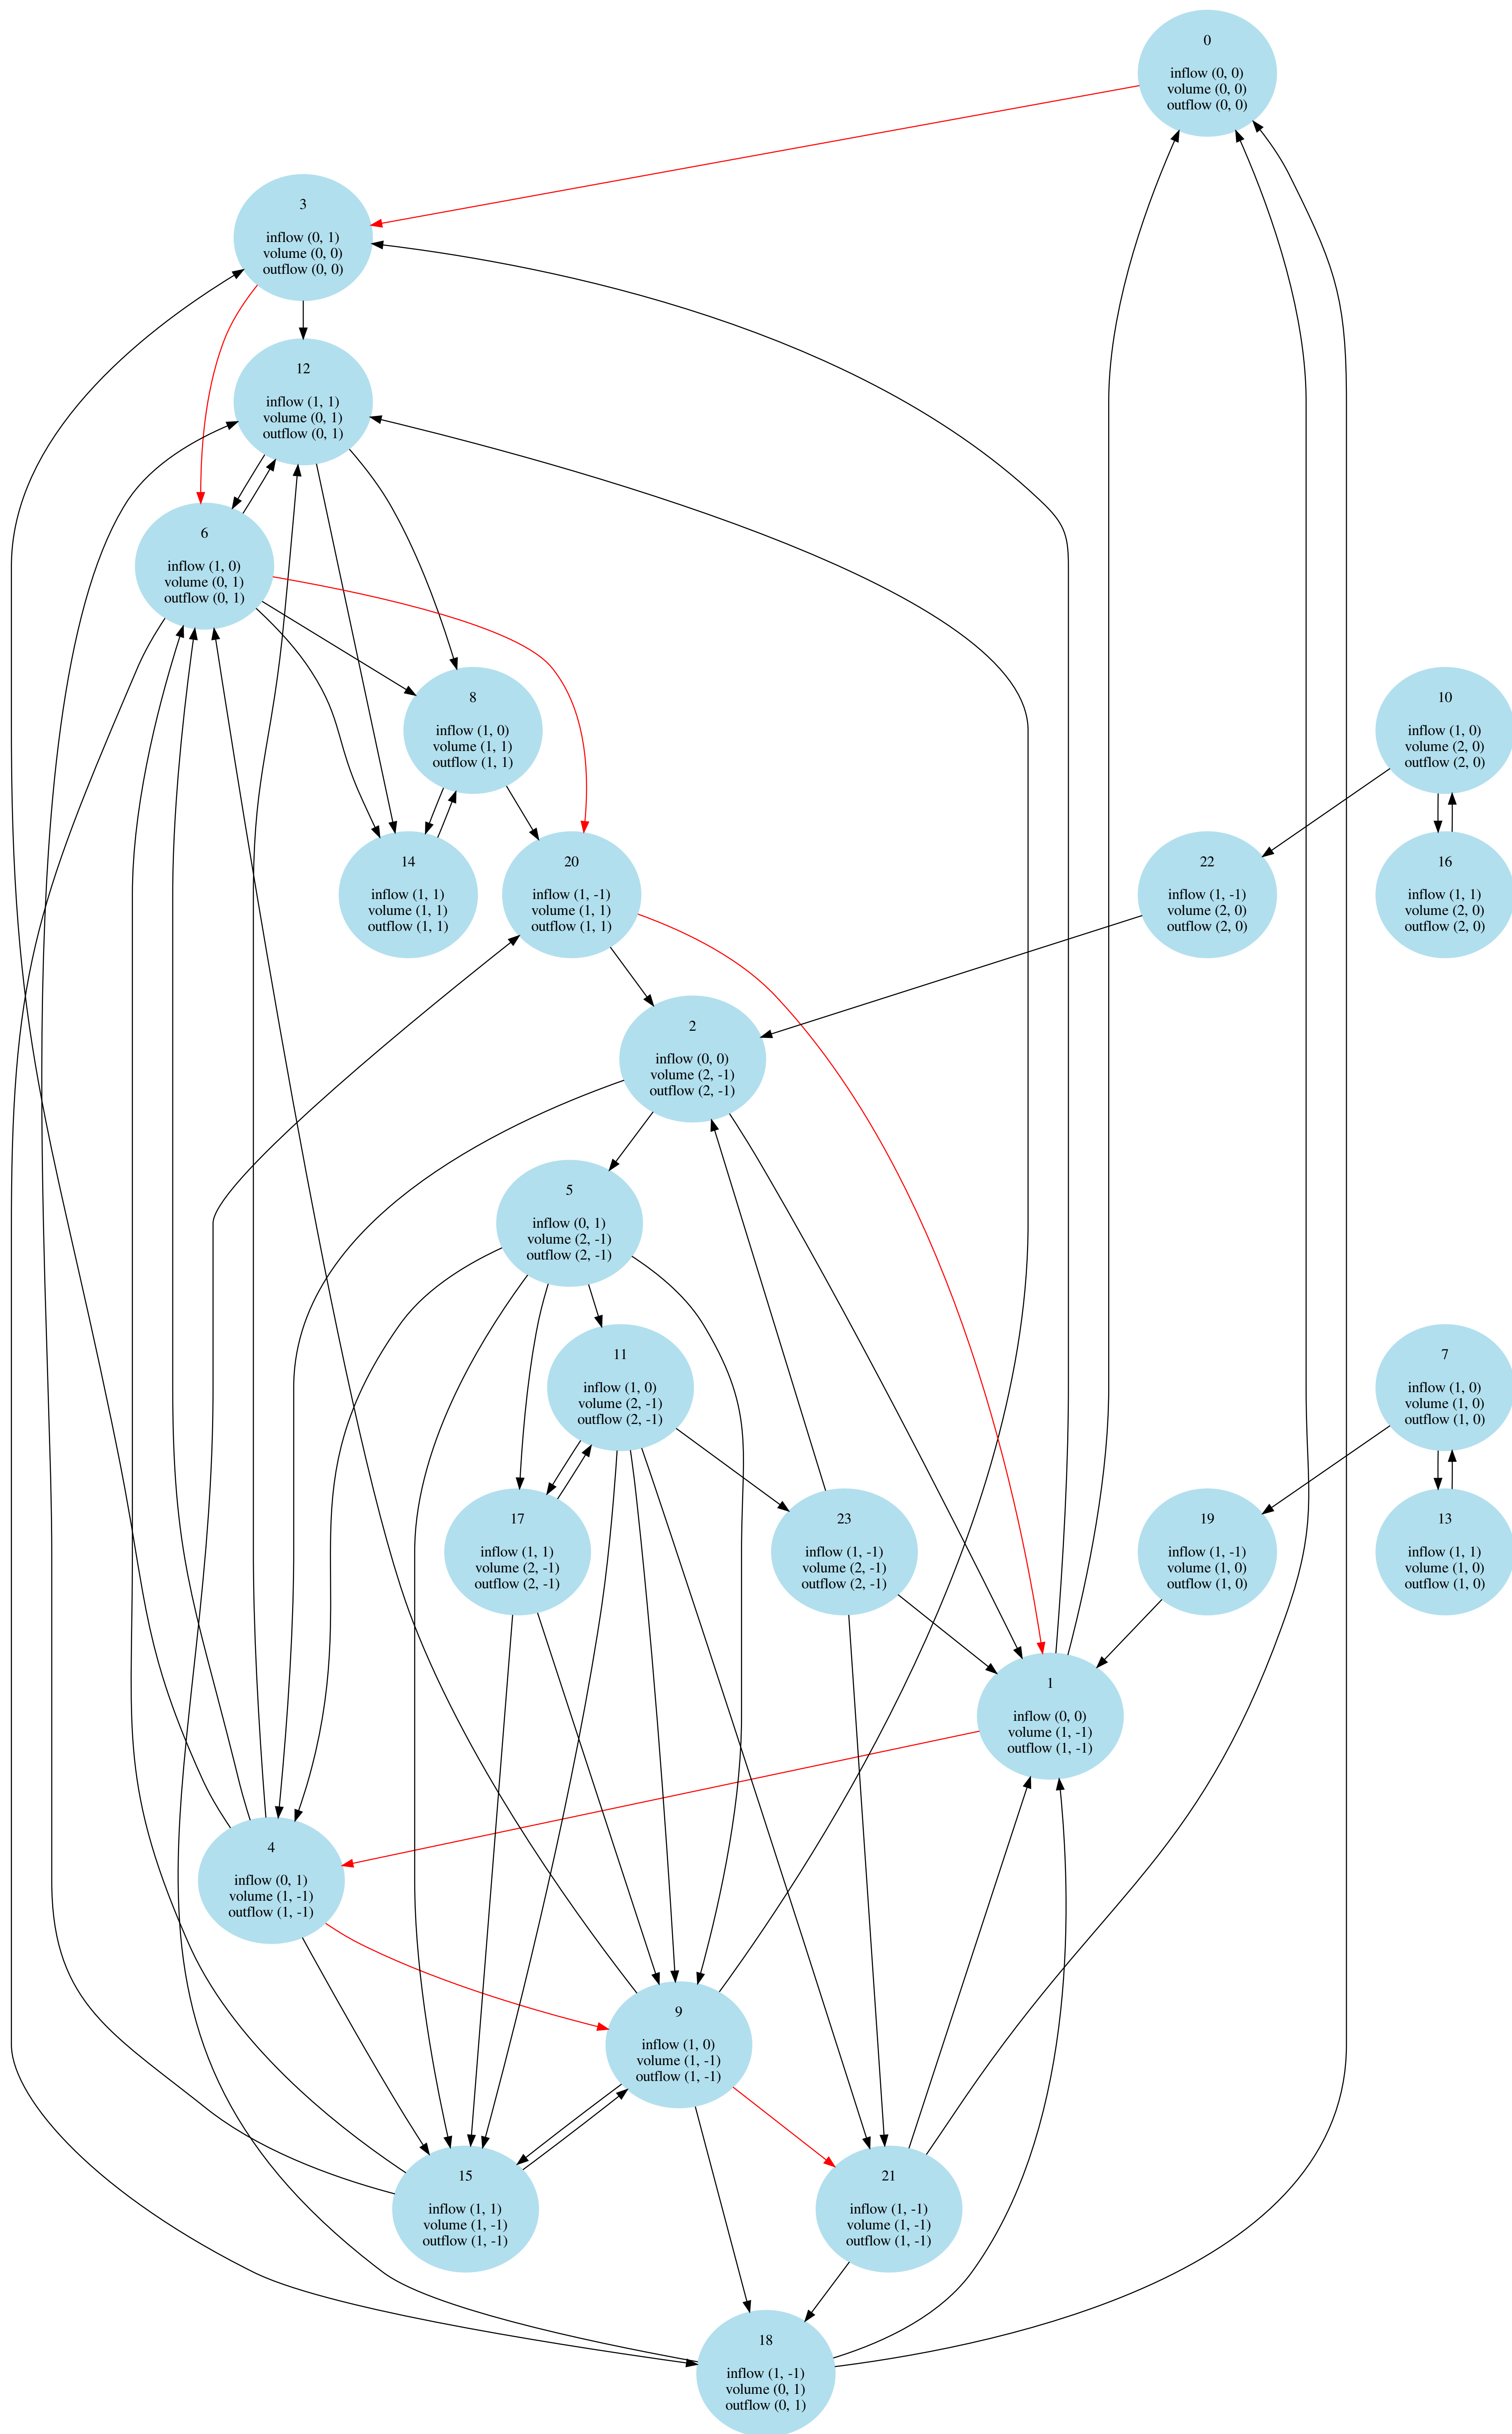 0
inflow (0, 0)
volume (0, 0)
outflow (0, 0)
3
inflow (0, 1)
volume (0, 0)
outflow (0, 0)
12
inflow (1, 1)
volume (0, 1)
outflow (0, 1)
6
inflow (1, 0)
volume (0, 1)
outflow (0, 1)
8
inflow (1, 0)
volume (1, 1)
outflow (1, 1)
10
inflow (1, 0)
volume (2, 0)
outflow (2, 0)
14
inflow (1, 1)
volume (1, 1)
outflow (1, 1)
20
inflow (1, -1)
volume (1, 1)
outflow (1, 1)
22
inflow (1, -1)
volume (2, 0)
outflow (2, 0)
16
inflow (1, 1)
volume (2, 0)
outflow (2, 0)
2
inflow (0, 0)
volume (2, -1)
outflow (2, -1)
5
inflow (0, 1)
volume (2, -1)
outflow (2, -1)
11
inflow (1, 0)
volume (2, -1)
outflow (2, -1)
7
inflow (1, 0)
volume (1, 0)
outflow (1, 0)
17
inflow (1, 1)
volume (2, -1)
outflow (2, -1)
23
inflow (1, -1)
volume (2, -1)
outflow (2, -1)
19
inflow (1, -1)
volume (1, 0)
outflow (1, 0)
13
inflow (1, 1)
volume (1, 0)
outflow (1, 0)
1
inflow (0, 0)
volume (1, -1)
outflow (1, -1)
4
inflow (0, 1)
volume (1, -1)
outflow (1, -1)
9
inflow (1, 0)
volume (1, -1)
outflow (1, -1)
15
inflow (1, 1)
volume (1, -1)
outflow (1, -1)
21
inflow (1, -1)
volume (1, -1)
outflow (1, -1)
18
inflow (1, -1)
volume (0, 1)
outflow (0, 1)